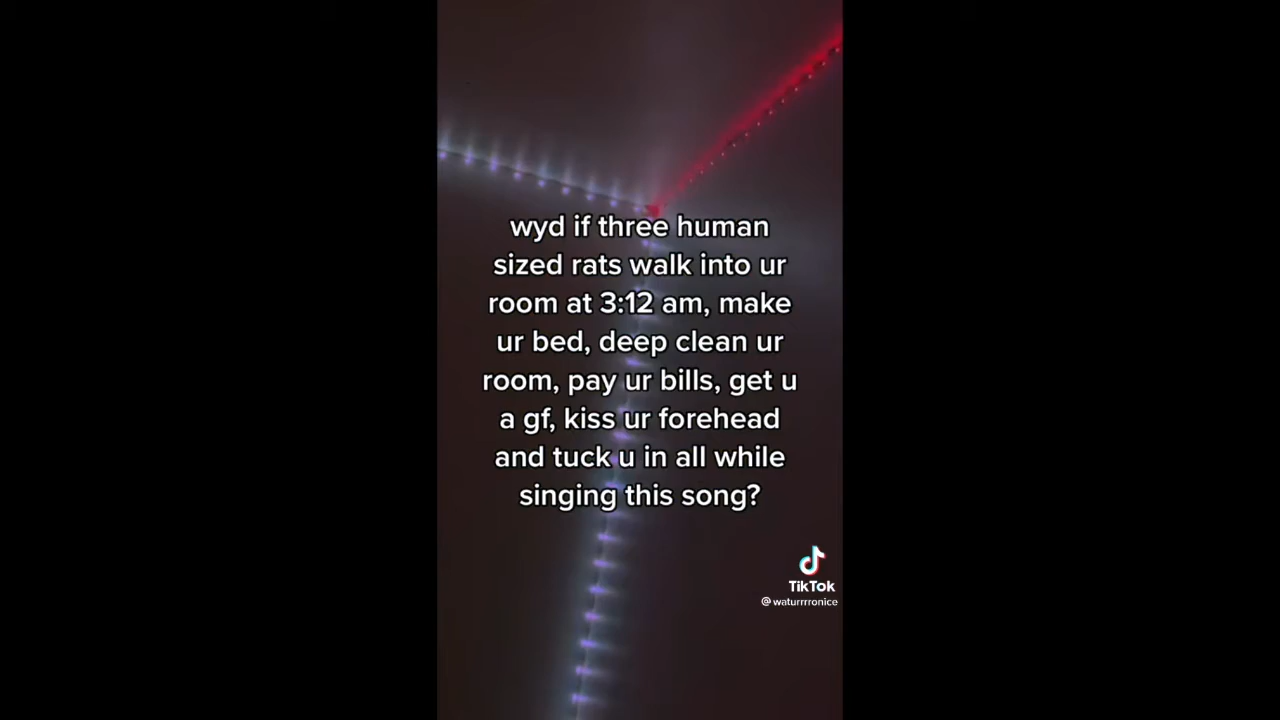 wyd if three human
sized rats walk into ur
room at 3:12 am, make
ur bed, deep clean ur
room, pay ur bills, get u
a gf, kiss ur forehead
and tuck u in all while
singing this song?
TikTok
@waturrrronice